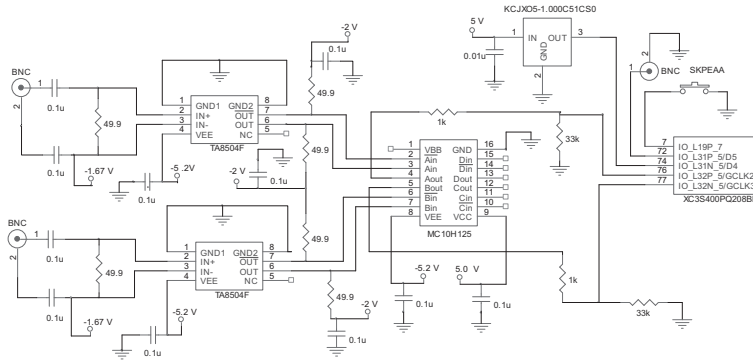 KCJXO5-1.000C51CS0
-2 V
5 V
1 IN OUT 3
GND
0.01u
2
BNC
SKPEAA
0.1u
BNC
1
0.1u
2
49.9
1 GND1 GND2 8
2 IN+ OUT 7
3 IN- OUT 6
4 VEE NC 5
TA8504F
49.9
1k
33k
0.1u
-1.67 V
-5 .2V
0.1u
-2 V
0.1u
49.9
1 VBB GND 16
2 Ain Din 15
3 Ain Din 14
4 Aout Dout 13
5 Bout Cout 12
6 Bin Cin 11
7 Bin Cin 10
8 VEE VCC 9
MC10H125
7 IO_L19P_7
72 IO_L31P_5/D5
74 IO_L31N_5/D4
76 IO_L32P_5/GCLK2
77 IO_L32N_5/GCLK3
XC3S400PQ208
BNC
1
0.1u
2
49.9
1 GND1 GND2 8
2 IN+ OUT 7
3 IN- OUT 6
4 VEE NC 5
TA8504F
49.9
0.1u
-1.67 V
-5.2 V
0.1u
49.9
-2 V
0.1u
-5.2 V
0.1u
5.0 V
0.1u
1k
33k